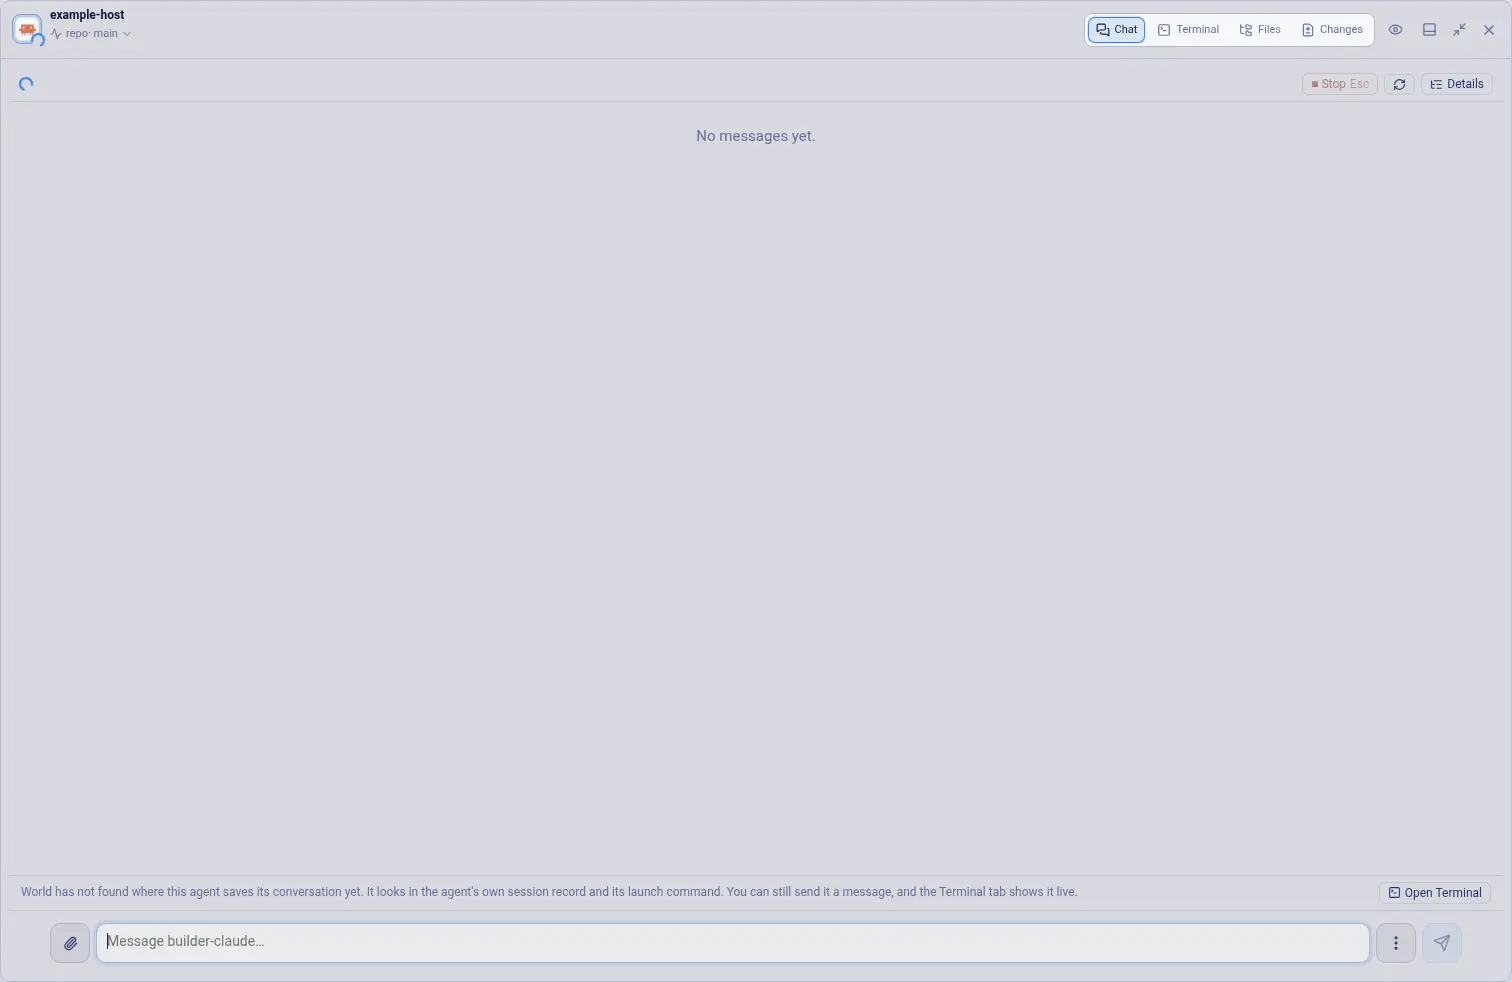 example-host
repo· main
Chat
Terminal
Files
Changes
Stop Esc
Details
No messages yet.
World has not found where this agent saves its conversation yet. It looks in the agent's own session record and its launch command. You can still send it a message, and the Terminal tab shows it live.
Open Terminal
Message builder-claude…